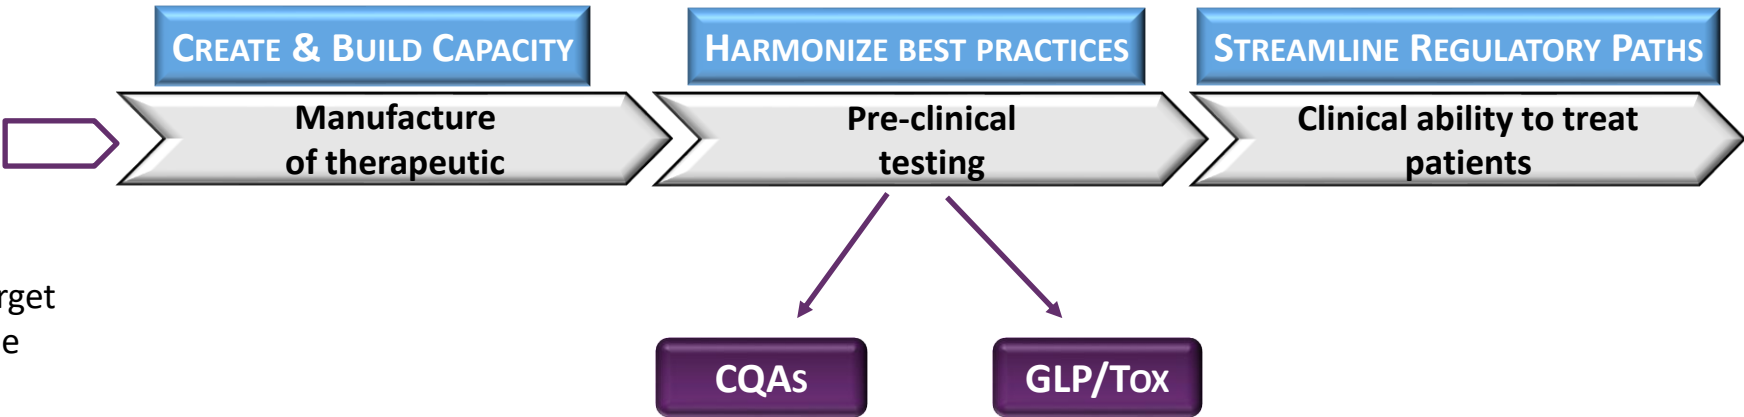 CREATE & BUILD CAPACITY
HARMONIZE BEST PRACTICES
STREAMLINE REGULATORY PATHS
Manufacture
of therapeutic
Pre-clinical
testing
Clinical ability to treat
patients
rget
e
CQAS
GLP/TOX